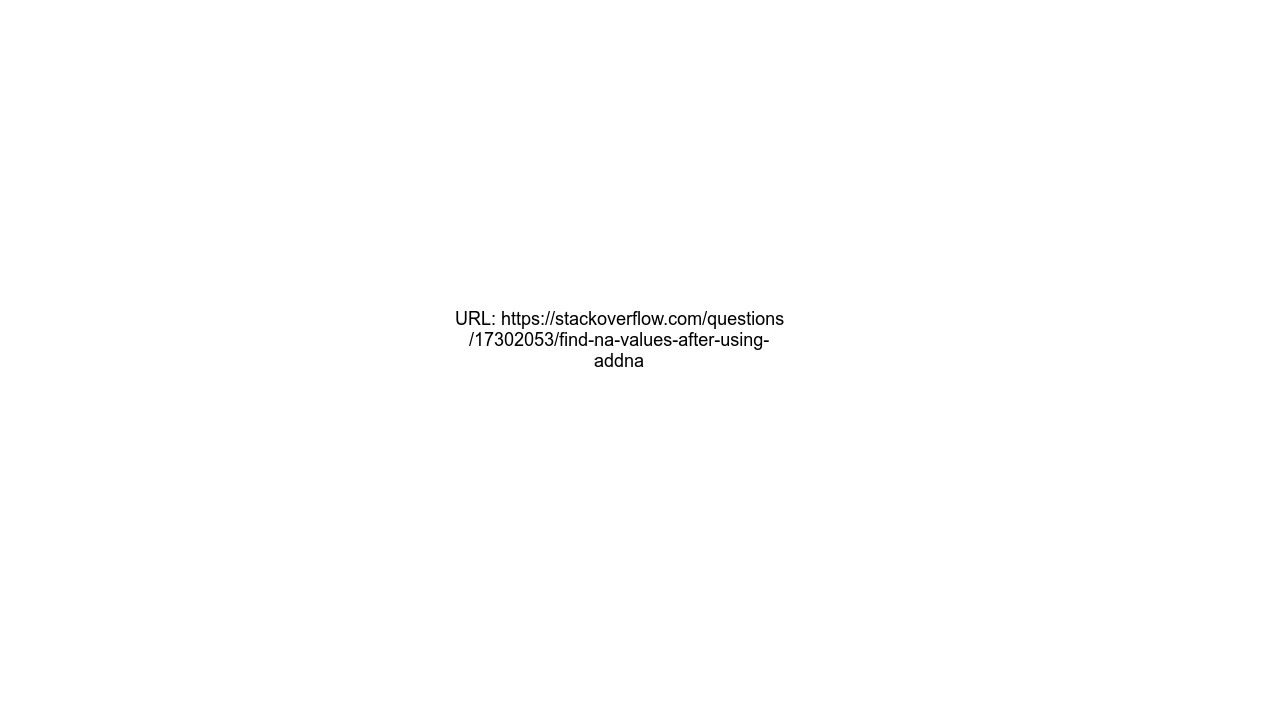 URL: https://stackoverflow.com/questions
/17302053/find-na-values-after-using-
addna